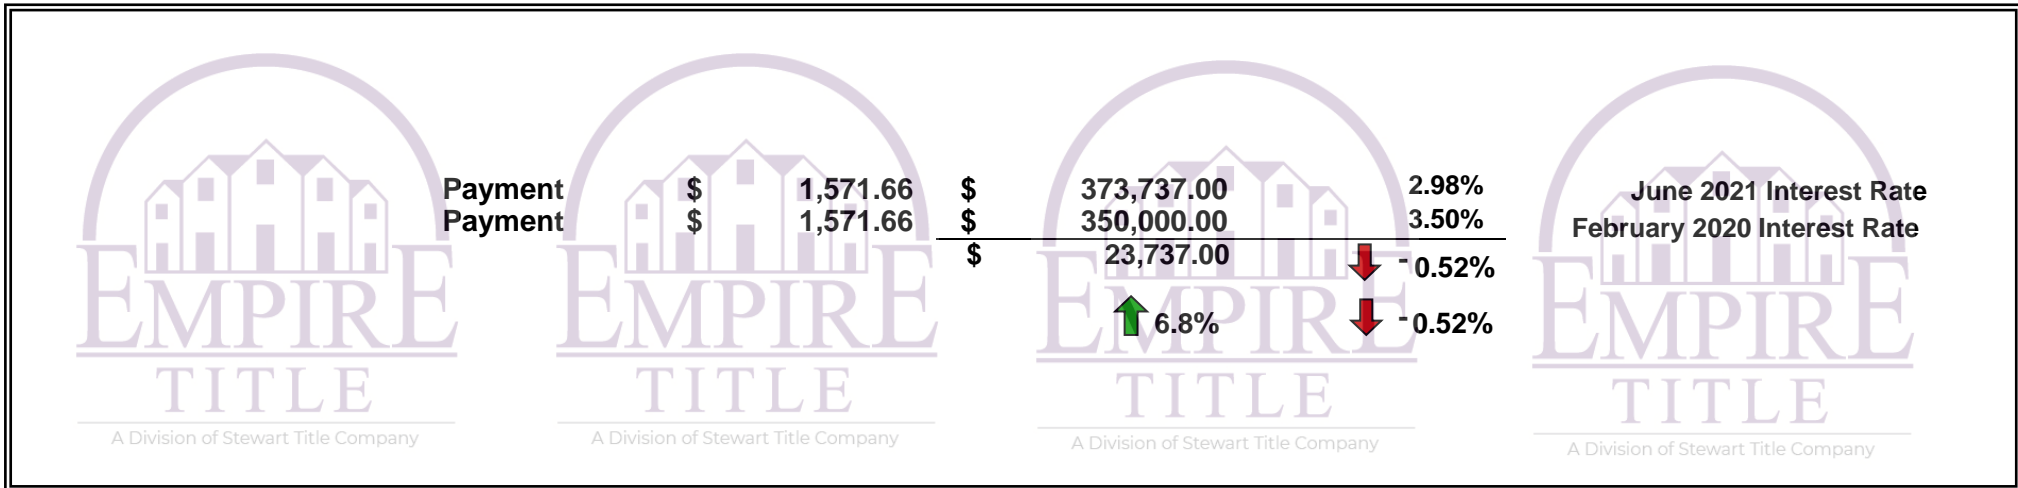 Payment $ 1,571.66 $ 373,737.00 2.98% June 2021 Interest Rate
Payment $ 1,571.66 $ 350,000.00 3.50% February 2020 Interest Rate
$ 23,737.00 - 0.52%
6.8% - 0.52%
EMPIRE EMPIRE EMPIRE EMPIRE
TITLE TITLE TITLE TITLE
A Division of Stewart Title Company A Division of Stewart Title Company A Division of Stewart Title Company A Division of Stewart Title Company